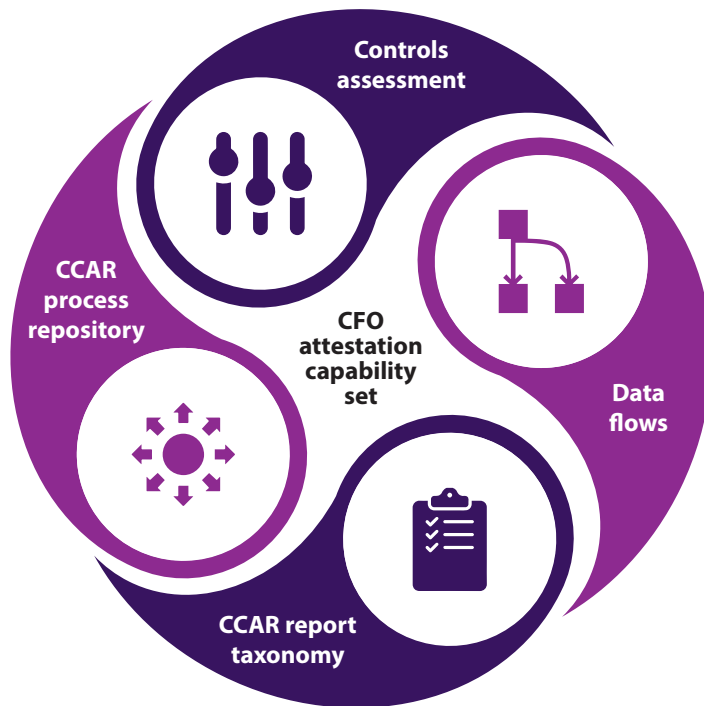 Controls
assessment
CCAR
process
repository
CFO
attestation
capability
set
Data
flows
CCAR report
taxonomy